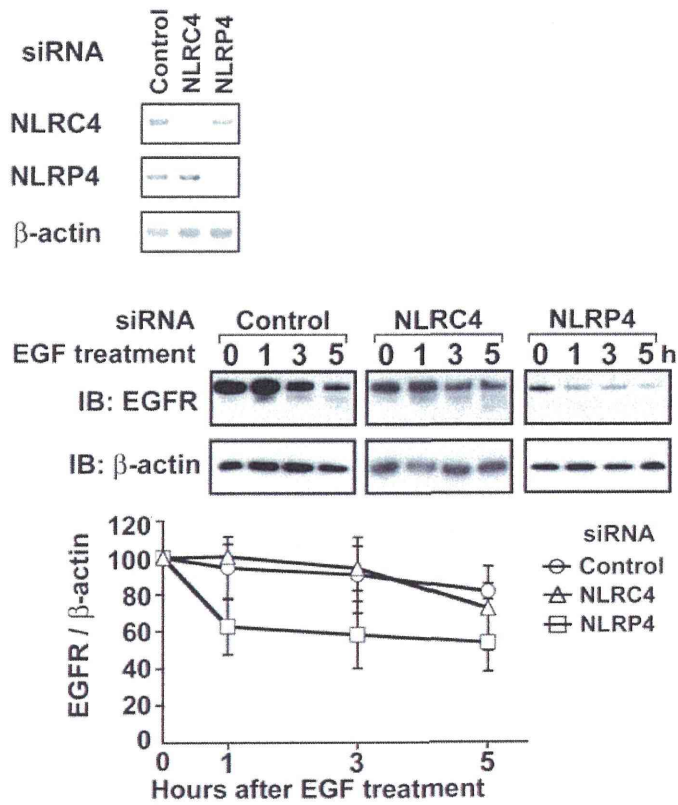 siRNA Control NLRC4 NLRP4
NLRC4
NLRP4
β-actin
siRNA Control NLRC4 NLRP4
EGF treatment 0 1 3 5 0 1 3 5 0 1 3 5 h
IB: EGFR
IB: β-actin
EGFR / β-actin
120
100
80
60
40
20
0
0 1 3 5
Hours after EGF treatment
siRNA
Control
NLRC4
NLRP4